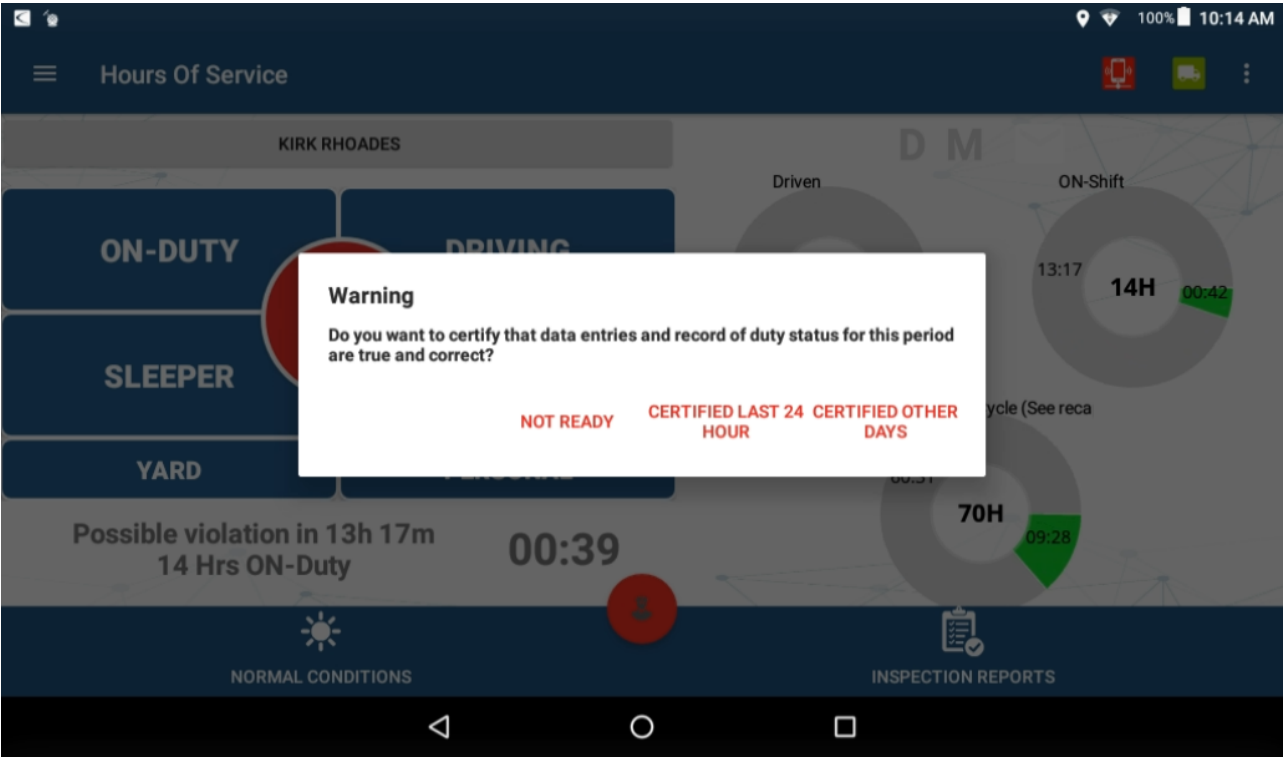 100% 10:14 AM
Hours Of Service
KIRK RHOADES
D M
Driven
ON-Shift
ON-DUTY
DRIVING
13:17
14H
00:42
Warning
Do you want to certify that data entries and record of duty status for this period
are true and correct?
SLEEPER
NOT READY
CERTIFIED LAST 24
HOUR
CERTIFIED OTHER
DAYS
ycle (See reca
YARD
PERSONAL
70H
09:28
Possible violation in 13h 17m
14 Hrs ON-Duty
00:39
NORMAL CONDITIONS
INSPECTION REPORTS